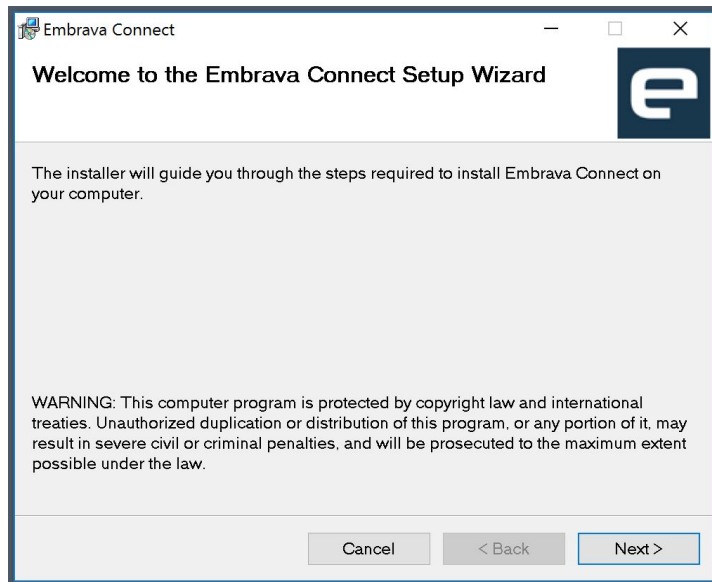 Embrava Connect
Welcome to the Embrava Connect Setup Wizard
e
The installer will guide you through the steps required to install Embrava Connect on
your computer.
WARNING: This computer program is protected by copyright law and international
treaties. Unauthorized duplication or distribution of this program, or any portion of it, may
result in severe civil or criminal penalties, and will be prosecuted to the maximum extent
possible under the law.
Cancel
< Back
Next >